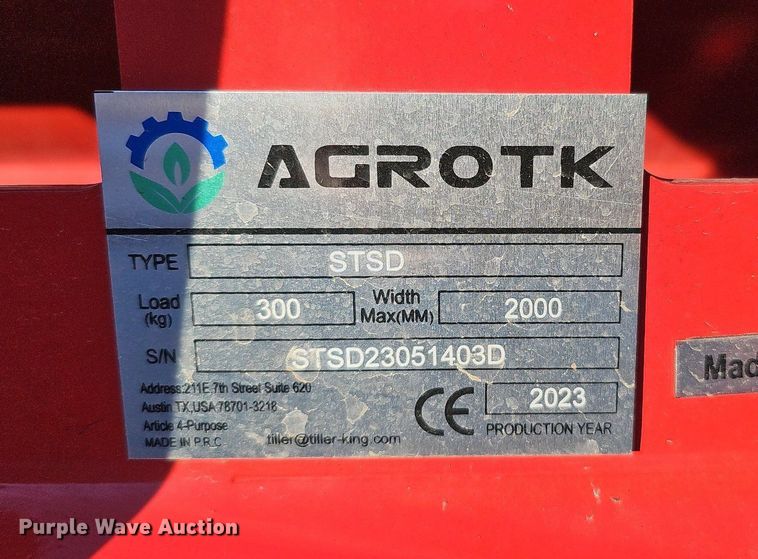 AGROTK
TYPE STSD
Load (kg) 300 Width Max(MM) 2000
S/N STSD23051403D
Address:211E,7th Street Suite 620
Austin TX,USA 78701-3218
Article 4-Purpose
MADE IN P.R.C
tiller@tiller-king.com
CE
2023
PRODUCTION YEAR
Mad
Purple Wave Auction